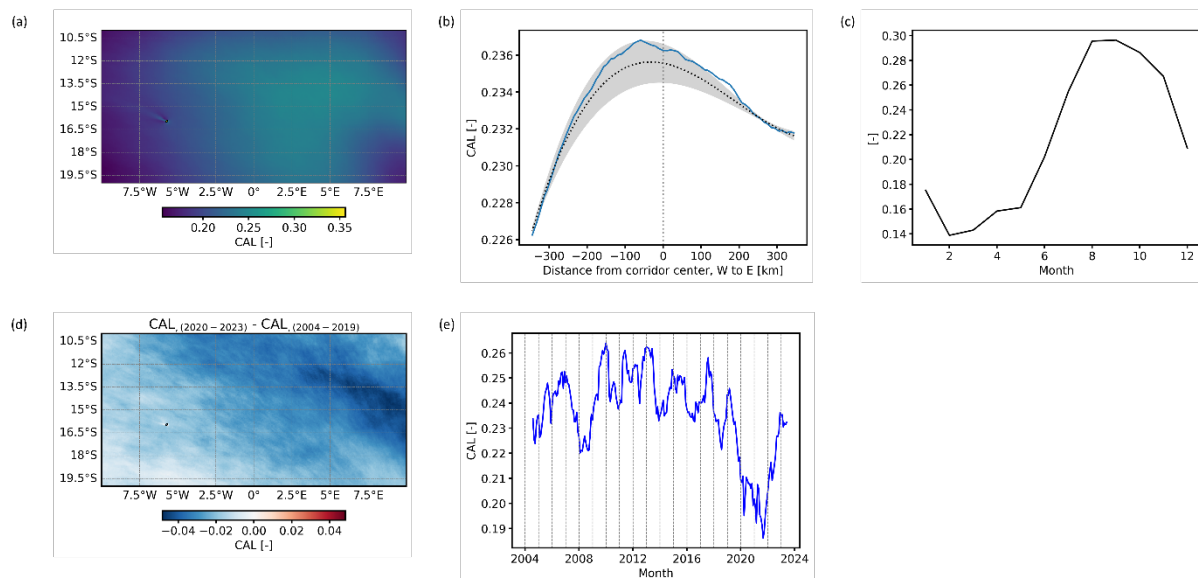 (a)
10.5°S
12°S
13.5°S
15°S
16.5°S
18°S
19.5°S
7.5°W 5°W 2.5°W 0° 2.5°E 5°E 7.5°E
0.20 0.25 0.30 0.35
CAL [-]
(b)
CAL [-]
0.236
0.234
0.232
0.230
0.228
0.226
−300 −200 −100 0 100 200 300
Distance from corridor center, W to E [km]
(c)
[-]
0.30
0.28
0.26
0.24
0.22
0.20
0.18
0.16
0.14
2 4 6 8 10 12
Month
(d)
CAL, (2020 − 2023) - CAL, (2004 − 2019)
10.5°S
12°S
13.5°S
15°S
16.5°S
18°S
19.5°S
7.5°W 5°W 2.5°W 0° 2.5°E 5°E 7.5°E
−0.04 −0.02 0.00 0.02 0.04
CAL [-]
(e)
CAL [-]
0.26
0.25
0.24
0.23
0.22
0.21
0.20
0.19
2004 2008 2012 2016 2020 2024
Month